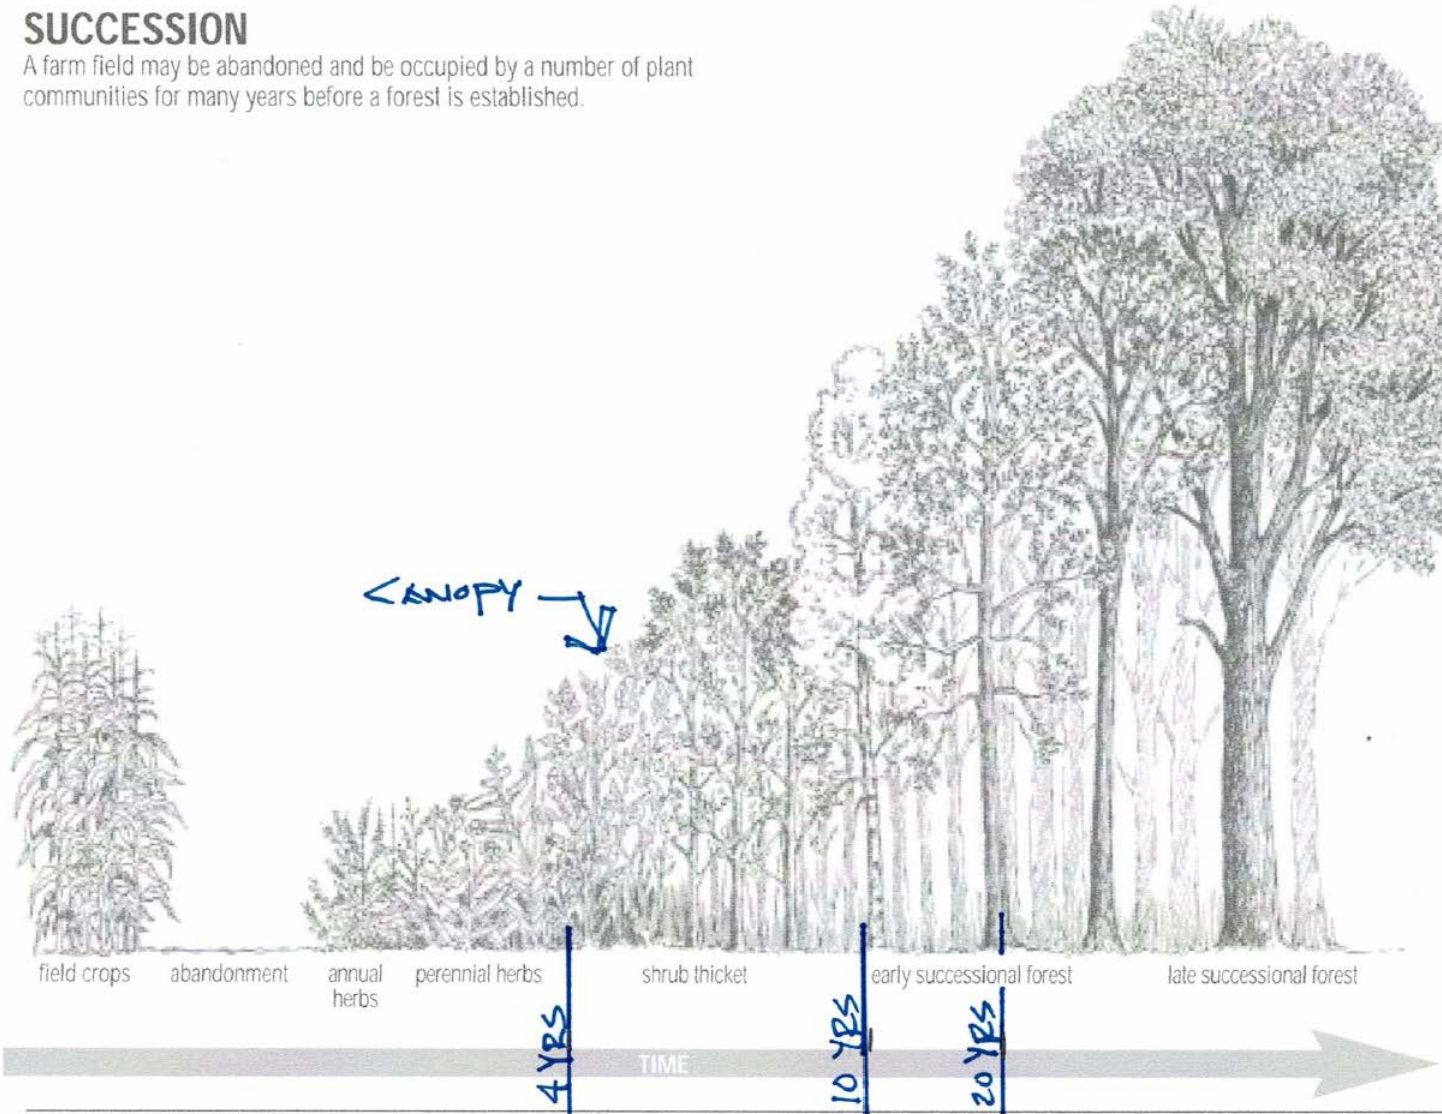 SUCCESSION
A farm field may be abandoned and be occupied by a number of plant
communities for many years before a forest is established.
CANOPY
field crops
abandonment
annual
herbs
perennial herbs
shrub thicket
early successional forest
late successional forest
4 YRS
TIME
10 YRS
20 YRS